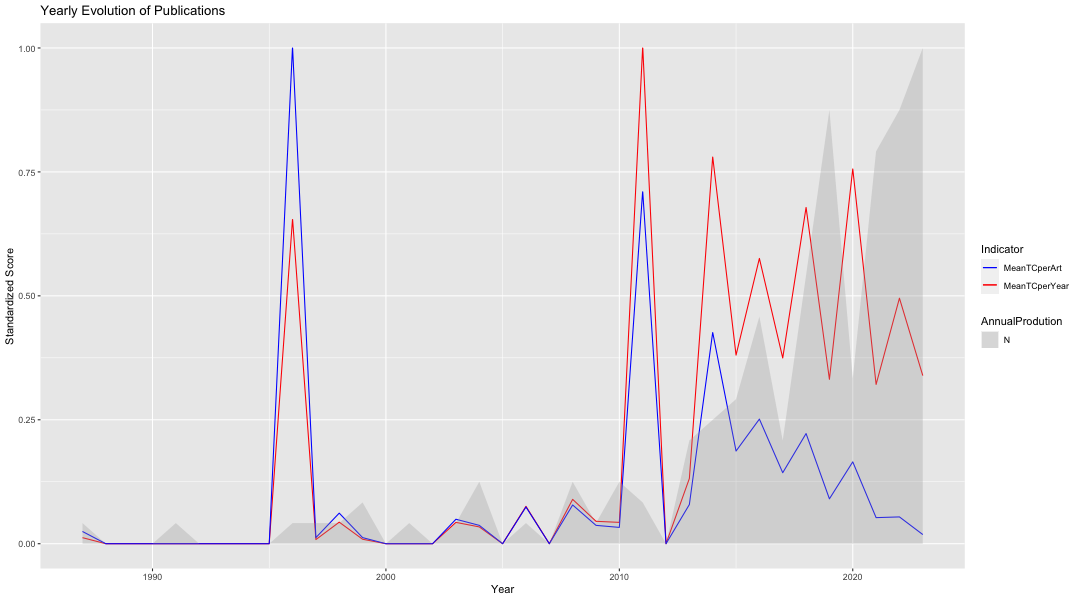 Yearly Evolution of Publications
Standardized Score
1.00
0.75
0.50
0.25
0.00
1990
2000
2010
2020
Year
Indicator
MeanTCperArt
MeanTCperYear
AnnualProdution
N